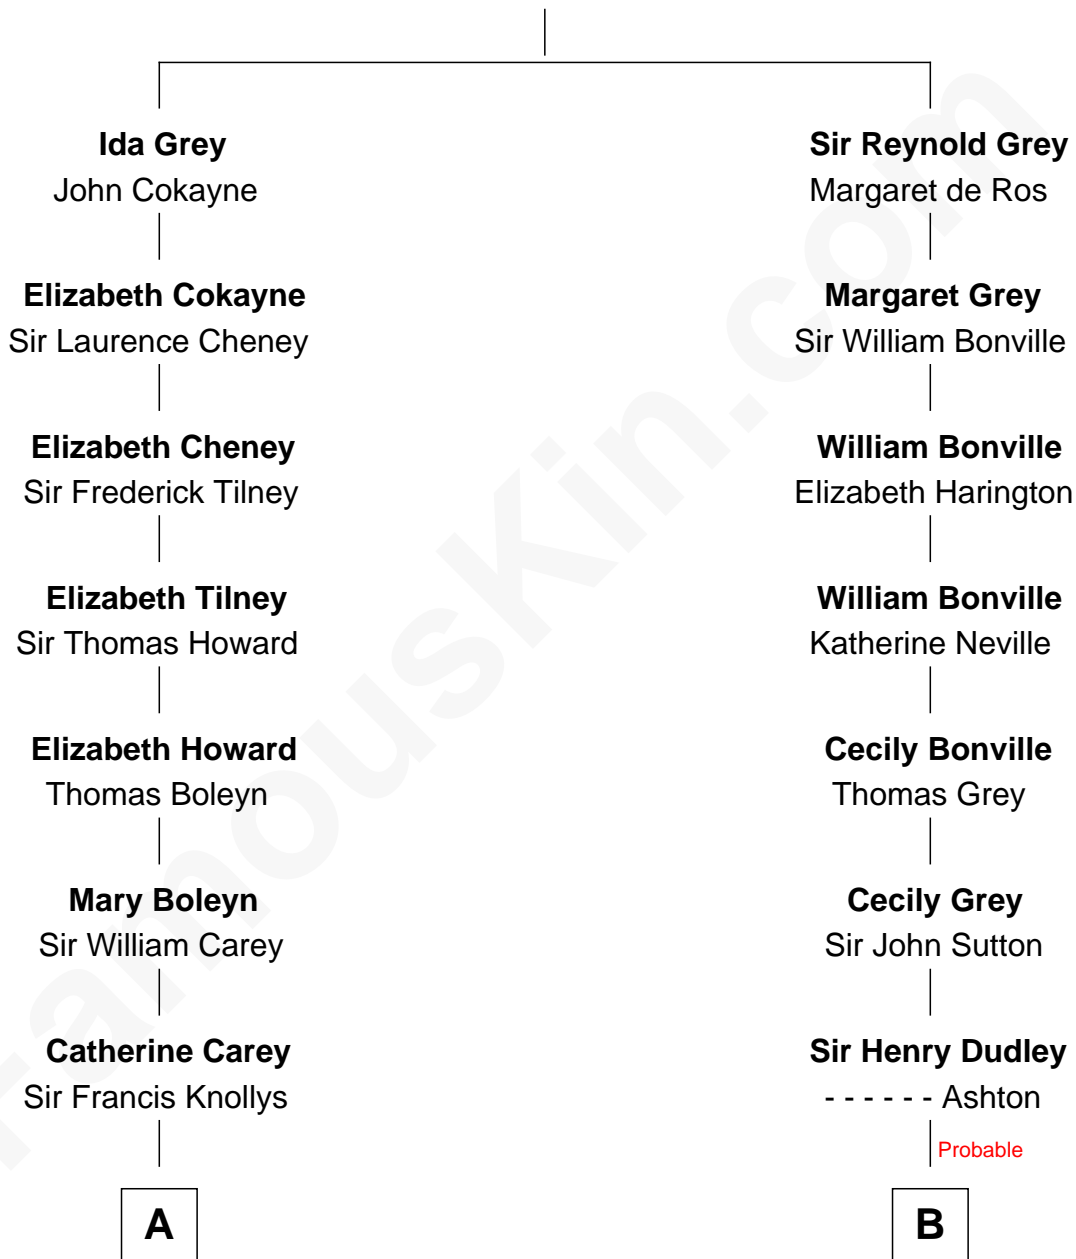 Ida Grey
John Cokayne
Sir Reynold Grey
Margaret de Ros
Elizabeth Cokayne
Sir Laurence Cheney
Margaret Grey
Sir William Bonville
Elizabeth Cheney
Sir Frederick Tilney
William Bonville
Elizabeth Harington
Elizabeth Tilney
Sir Thomas Howard
William Bonville
Katherine Neville
Elizabeth Howard
Thomas Boleyn
Cecily Bonville
Thomas Grey
Mary Boleyn
Sir William Carey
Cecily Grey
Sir John Sutton
Catherine Carey
Sir Francis Knollys
Sir Henry Dudley
- - - - - - Ashton
Probable
A
B
FamousKin.com